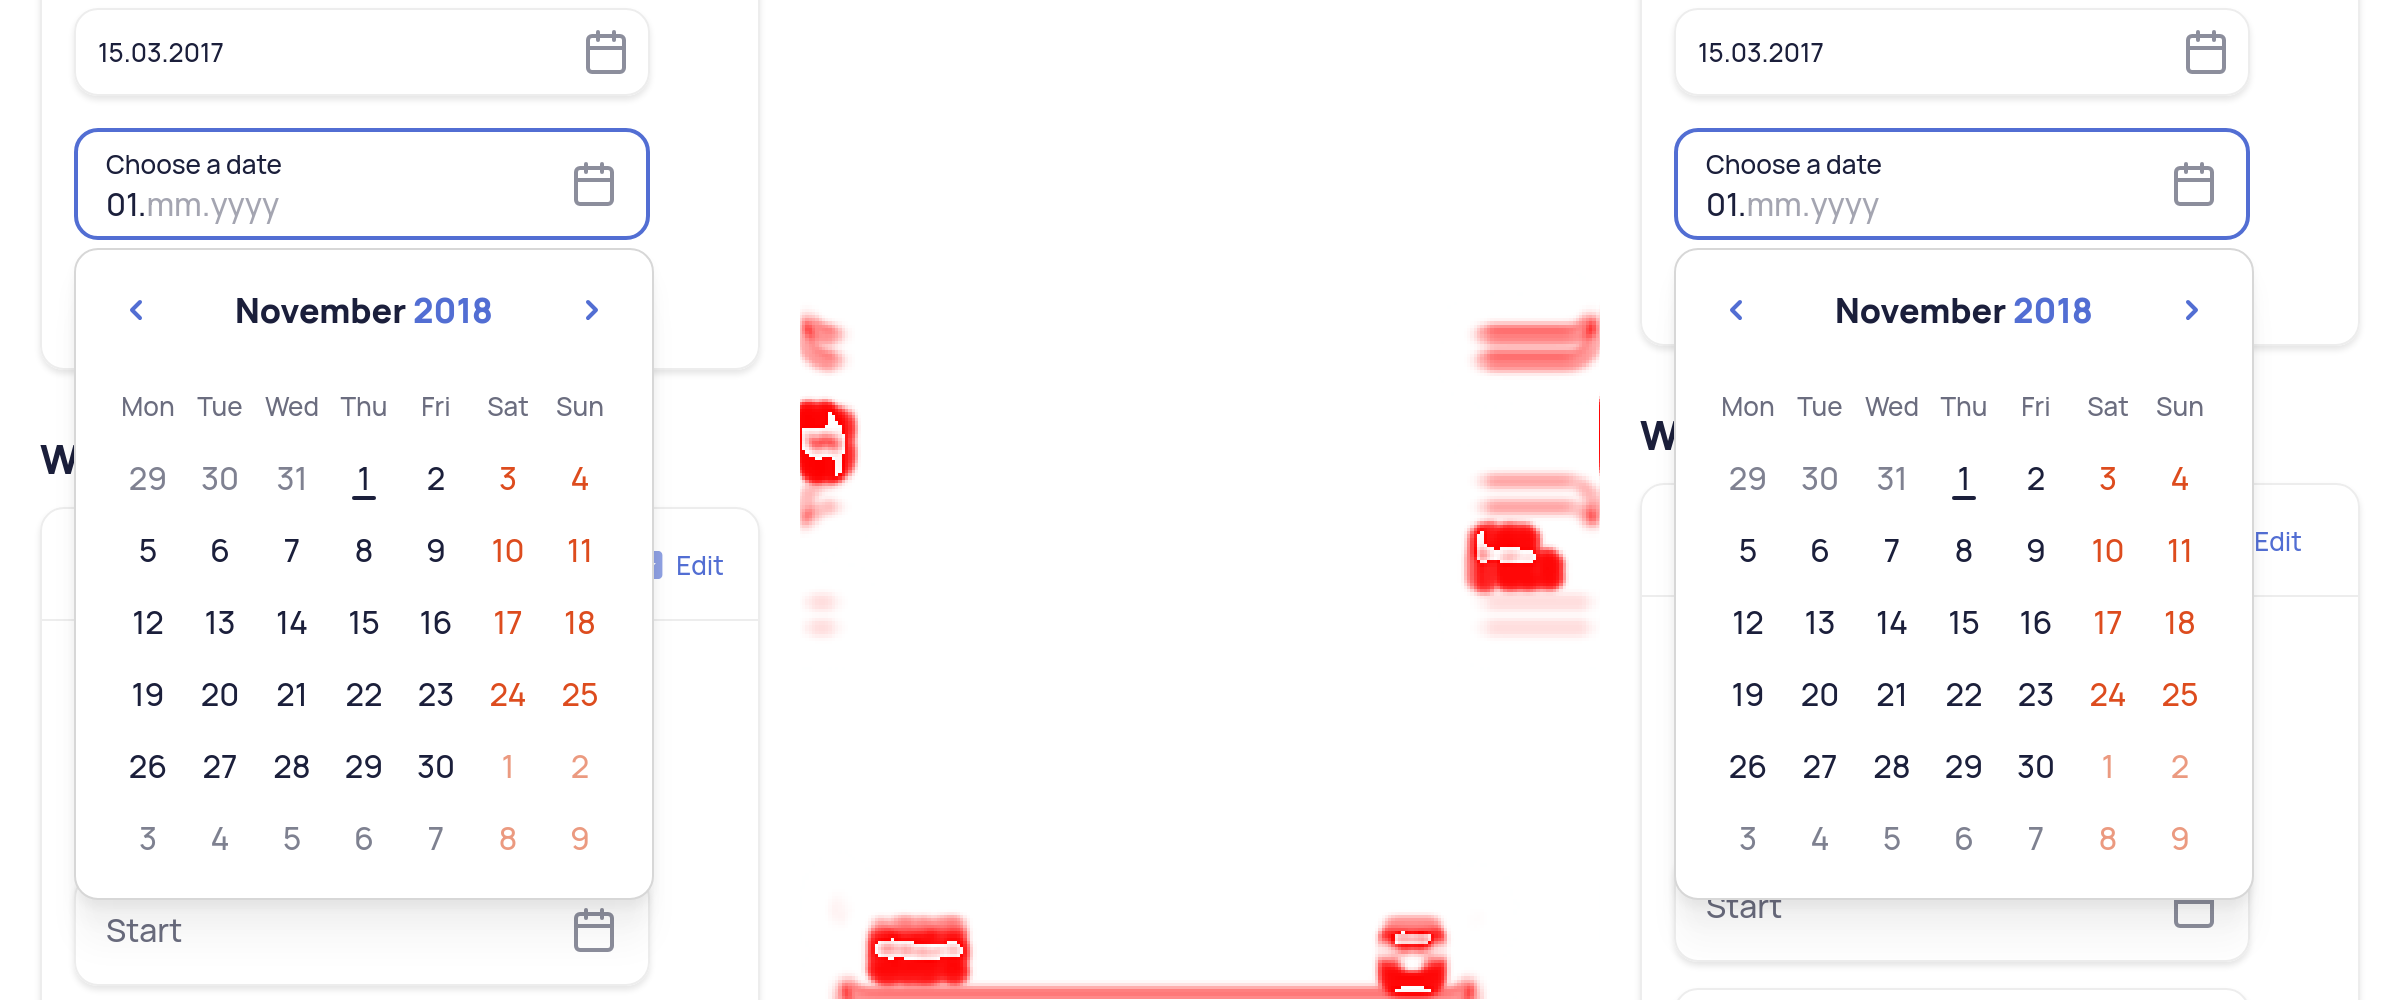 15.03.2017
Choose a date
01.mm.yyyy
November 2018
Mon Tue Wed Thu Fri Sat Sun
W
29 30 31 1 2 3 4
5 6 7 8 9 10 11
Edit
12 13 14 15 16 17 18
19 20 21 22 23 24 25
26 27 28 29 30 1 2
3 4 5 6 7 8 9
Start
15.03.2017
Choose a date
01.mm.yyyy
November 2018
Mon Tue Wed Thu Fri Sat Sun
W
29 30 31 1 2 3 4
5 6 7 8 9 10 11
Edit
12 13 14 15 16 17 18
19 20 21 22 23 24 25
26 27 28 29 30 1 2
3 4 5 6 7 8 9
Start